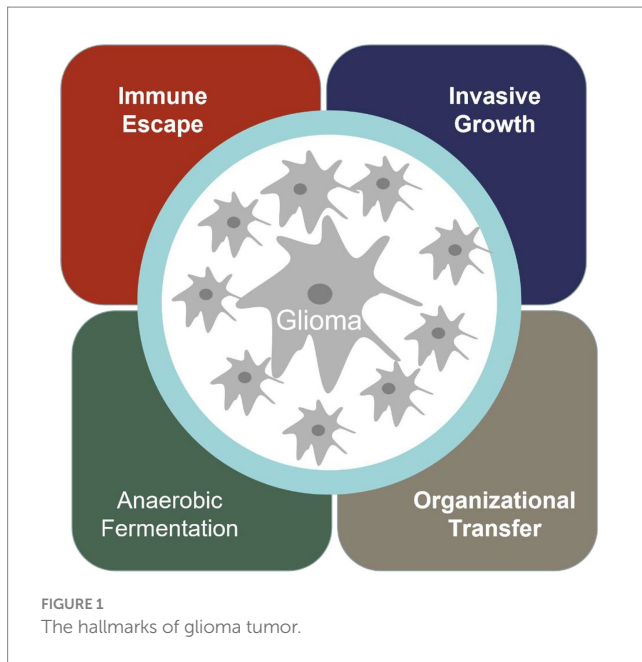 Immune
Escape
Invasive
Growth
Glioma
Anaerobic
Fermentation
Organizational
Transfer
FIGURE 1
The hallmarks of glioma tumor.